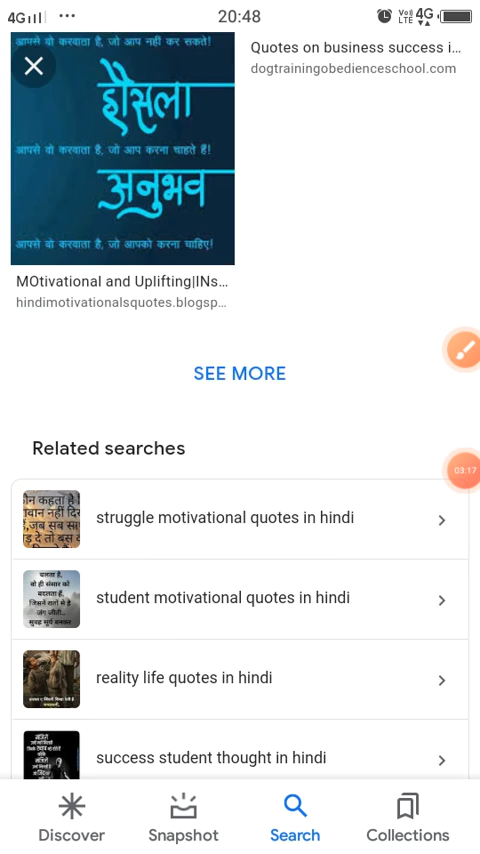 4G
20:48
VoD LTE 4G
आपसे वो करवाता है, जो आप नहीं कर सकते!
हौसला
आपसे वो करवाता है, जो आप करना चाहते हैं!
अनुभव
आपसे वो करवाता है, जो आपको करना चाहिए!
Quotes on business success i...
dogtrainingobedienceschool.com
MOtivational and Uplifting|INs...
hindimotivationalsquotes.blogsp...
SEE MORE
Related searches
03:17
struggle motivational quotes in hindi
student motivational quotes in hindi
reality life quotes in hindi
success student thought in hindi
Discover
Snapshot
Search
Collections